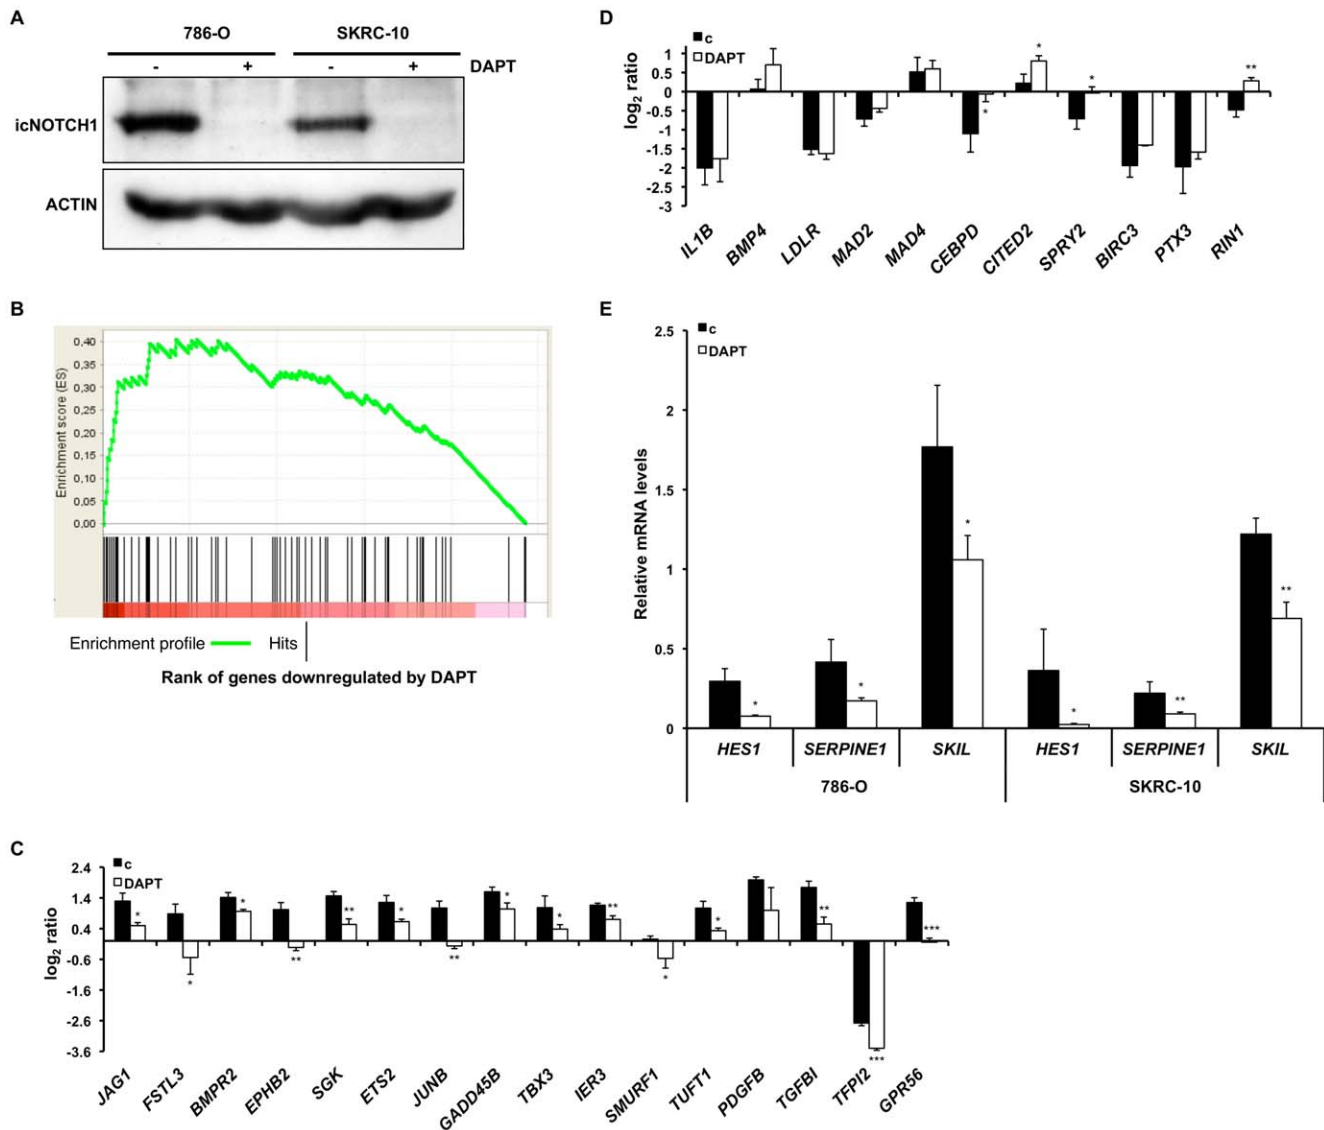 A
786-O SKRC-10
- + - + DAPT
icNOTCH1
ACTIN
B
Enrichment score (ES)
0,40
0,35
0,30
0,20
0,20
0,15
0,10
0,05
0,00
Enrichment profile Hits
Rank of genes downregulated by DAPT
C
c
DAPT
log2 ratio
2.4
1.4
0.4
-0.6
-1.6
-2.6
-3.6
* * * ** ** * ** * * ** * * ** *** ***
JAG1 FSTL3 BMPR2 EPHB2 SGK ETS2 JUNB GADD45B TBX3 IER3 SMURF1 TUFT1 PDGFB TGFBI TFPI2 GPR56
D
c
DAPT
log2 ratio
1
0.5
0
-0.5
-1
-1.5
-2
-2.5
-3
* * * **
IL1B BMP4 LDLR MAD2 MAD4 CEBPD CITED2 SPRY2 BIRC3 PTX3 RIN1
E
c
DAPT
Relative mRNA levels
2.5
2
1.5
1
0.5
0
* * * * ** **
HES1 SERPINE1 SKIL HES1 SERPINE1 SKIL
786-O SKRC-10